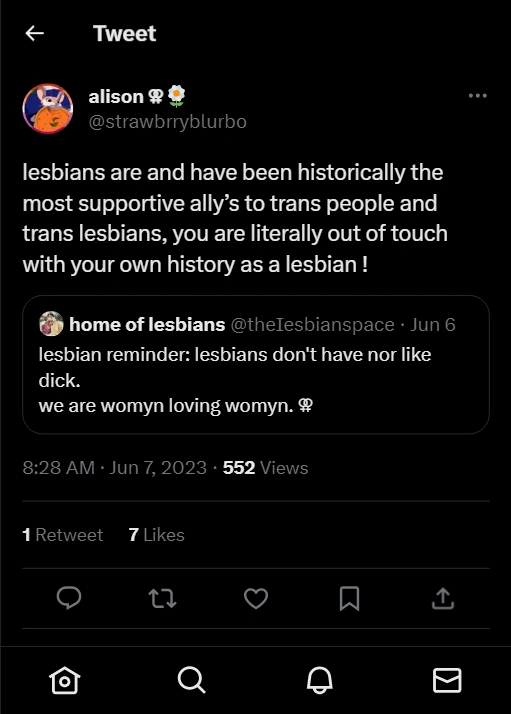 Tweet
alison ⚢🌼
@strawbrryblurbo
lesbians are and have been historically the
most supportive ally's to trans people and
trans lesbians, you are literally out of touch
with your own history as a lesbian !
home of lesbians @theIesbianspace · Jun 6
lesbian reminder: lesbians don't have nor like
dick.
we are womyn loving womyn. ⚢
8:28 AM · Jun 7, 2023 · 552 Views
1 Retweet 7 Likes